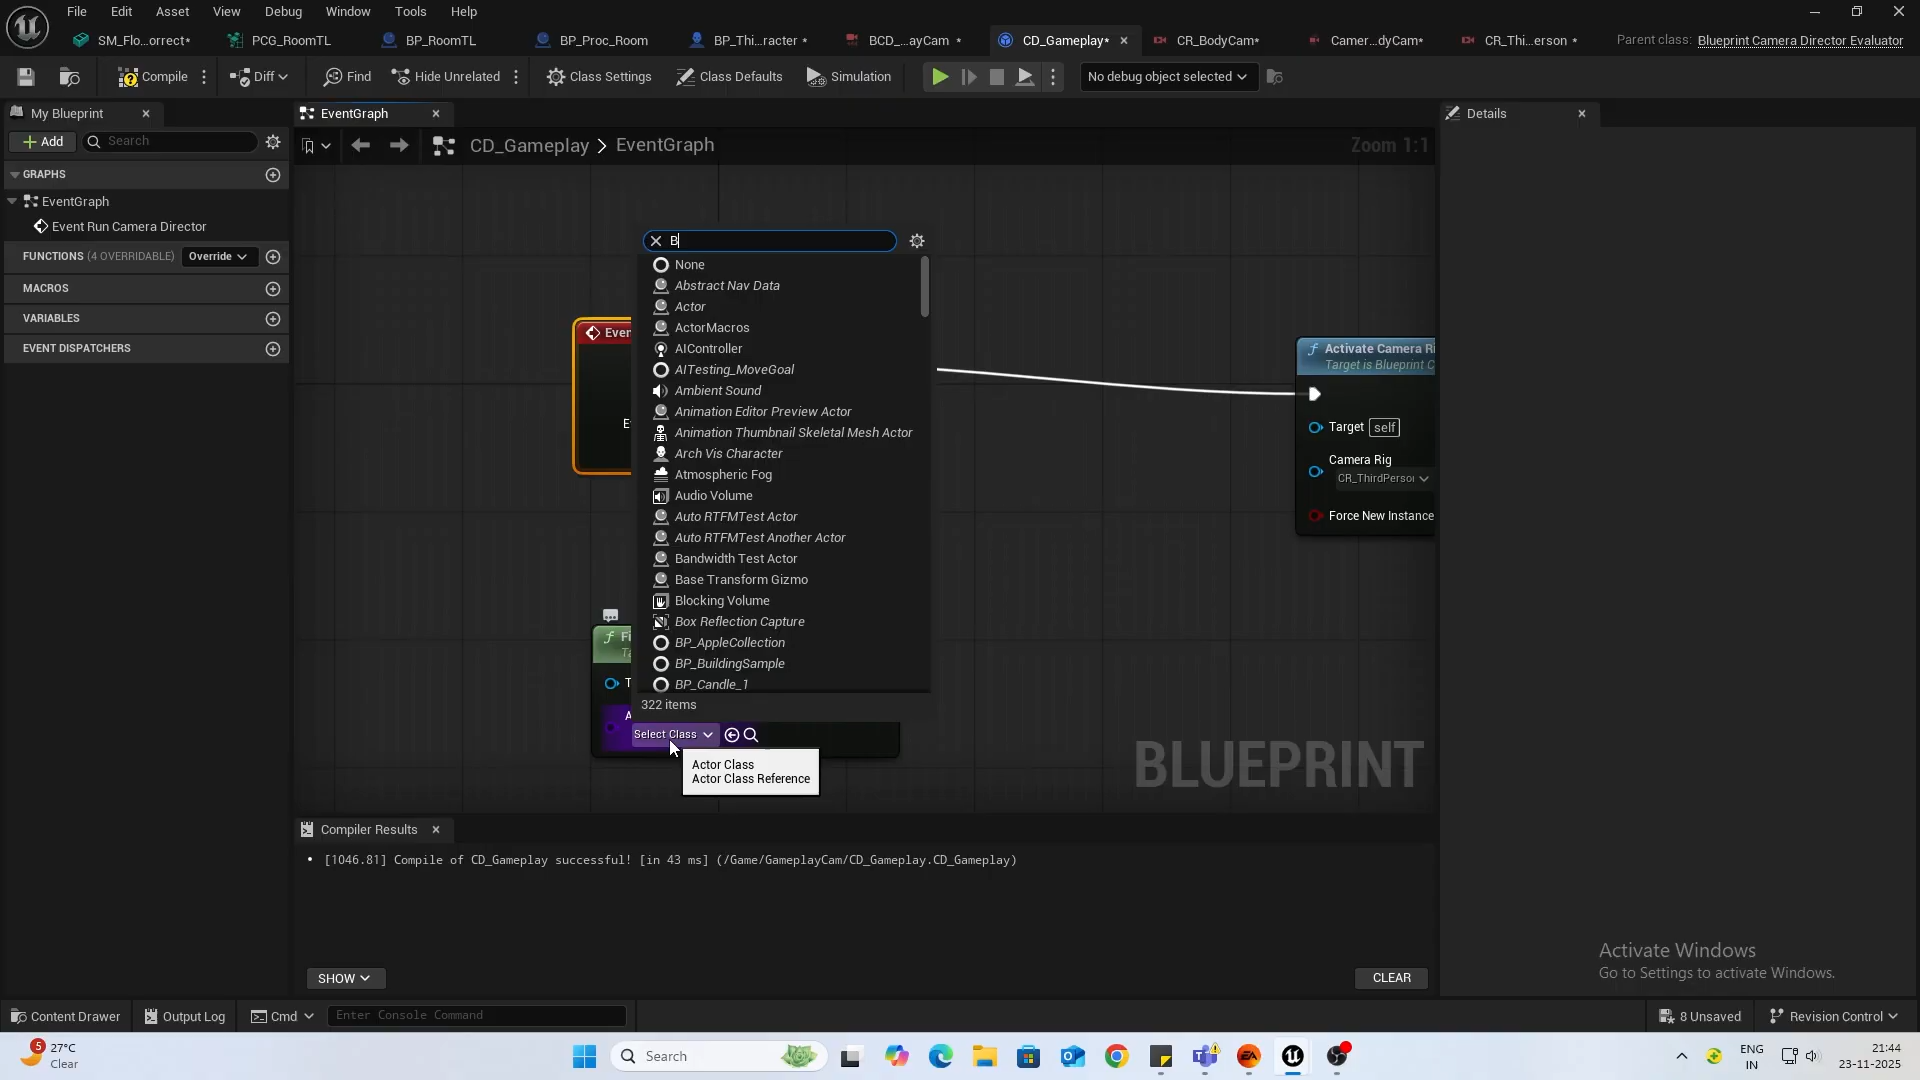 File Edit Asset View Debug Window Tools Help
SM_Flo...orrect* PCG_RoomTL BP_RoomTL BP_Proc_Room BP_Thi...racter * BCD_...ayCam * CD_Gameplay* CR_BodyCam* Camer...dyCam* CR_Thi...erson * Parent class: Blueprint Camera Director Evaluator
Compile Diff Find Hide Unrelated Class Settings Class Defaults Simulation No debug object selected
My Blueprint EventGraph Details
Add Search CD_Gameplay > EventGraph Zoom 1:1
GRAPHS
EventGraph
Event Run Camera Director
FUNCTIONS (4 OVERRIDABLE) Override
MACROS
VARIABLES
EVENT DISPATCHERS
B
None
Abstract Nav Data
Actor
ActorMacros
AIController
AITesting_MoveGoal
Ambient Sound
Animation Editor Preview Actor
Animation Thumbnail Skeletal Mesh Actor
Arch Vis Character
Atmospheric Fog
Audio Volume
Auto RTFMTest Actor
Auto RTFMTest Another Actor
Bandwidth Test Actor
Base Transform Gizmo
Blocking Volume
Box Reflection Capture
BP_AppleCollection
BP_BuildingSample
BP_Candle_1
322 items
Select Class
Actor Class
Actor Class Reference
Activate Camera Ri
Target is Blueprint C
Target self
Camera Rig
CR_ThirdPerso
Force New Instance
BLUEPRINT
Compiler Results
• [1046.81] Compile of CD_Gameplay successful! [in 43 ms] (/Game/GameplayCam/CD_Gameplay.CD_Gameplay)
SHOW CLEAR
Activate Windows
Go to Settings to activate Windows.
Content Drawer Output Log Cmd Enter Console Command 8 Unsaved Revision Control
5 27°C
Clear
Search
ENG
IN
21:44
23-11-2025